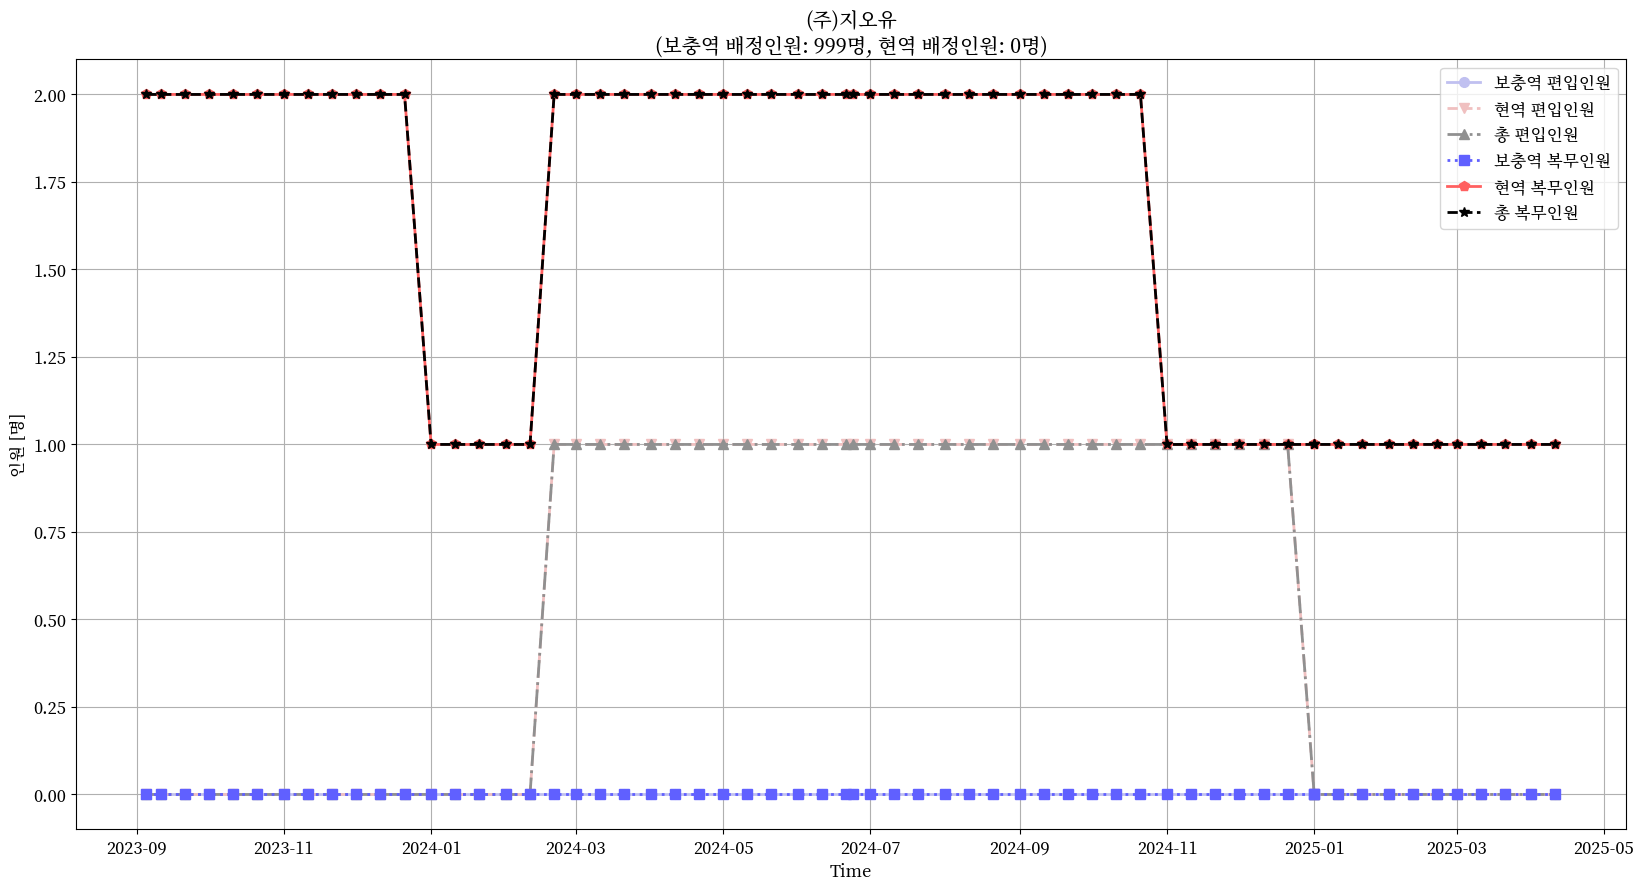 (주)지오유
(보충역 배정인원: 999명, 현역 배정인원: 0명)
보충역 편입인원
현역 편입인원
총 편입인원
보충역 복무인원
현역 복무인원
총 복무인원
인원 [명]
2.00
1.75
1.50
1.25
1.00
0.75
0.50
0.25
0.00
2023-09 2023-11 2024-01 2024-03 2024-05 2024-07 2024-09 2024-11 2025-01 2025-03 2025-05
Time